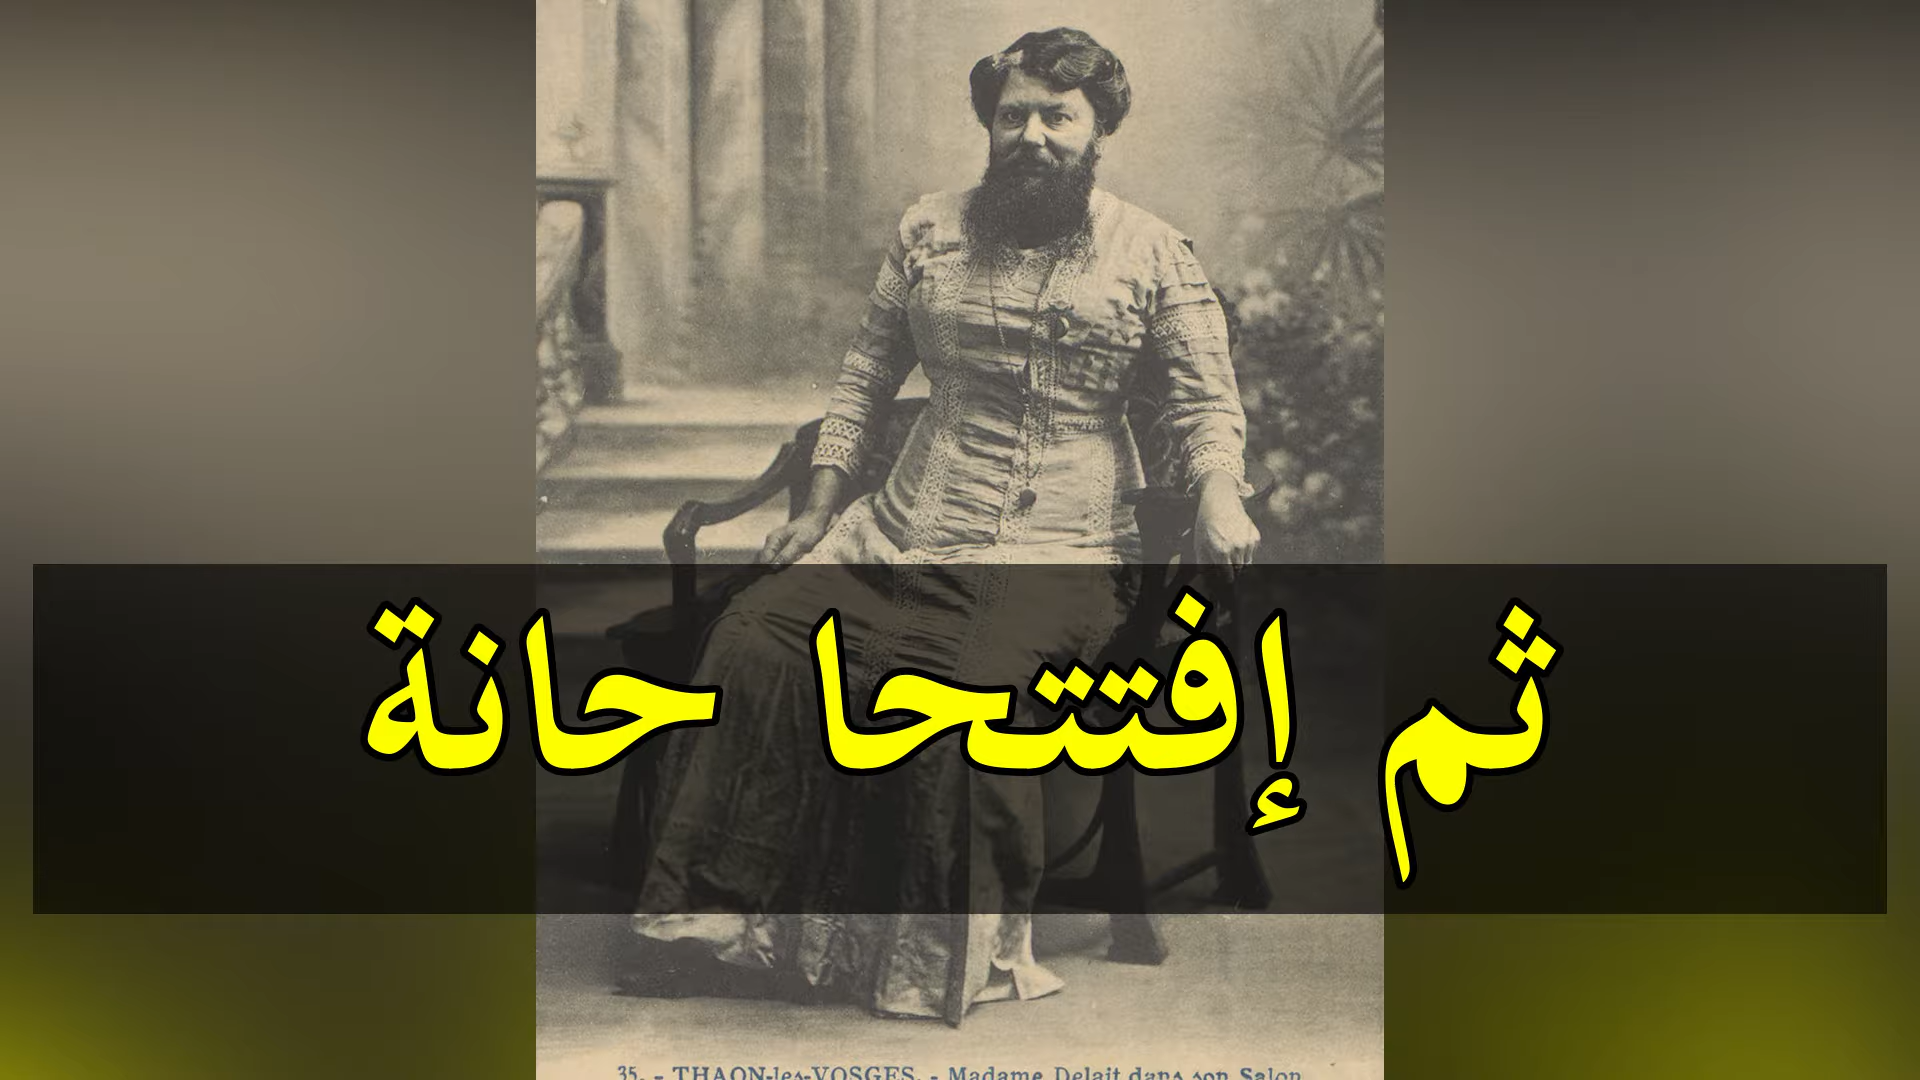 ثم إفتتحا حانة
35. - THAON-les-VOSGES. - Madame Delait dans son Salon